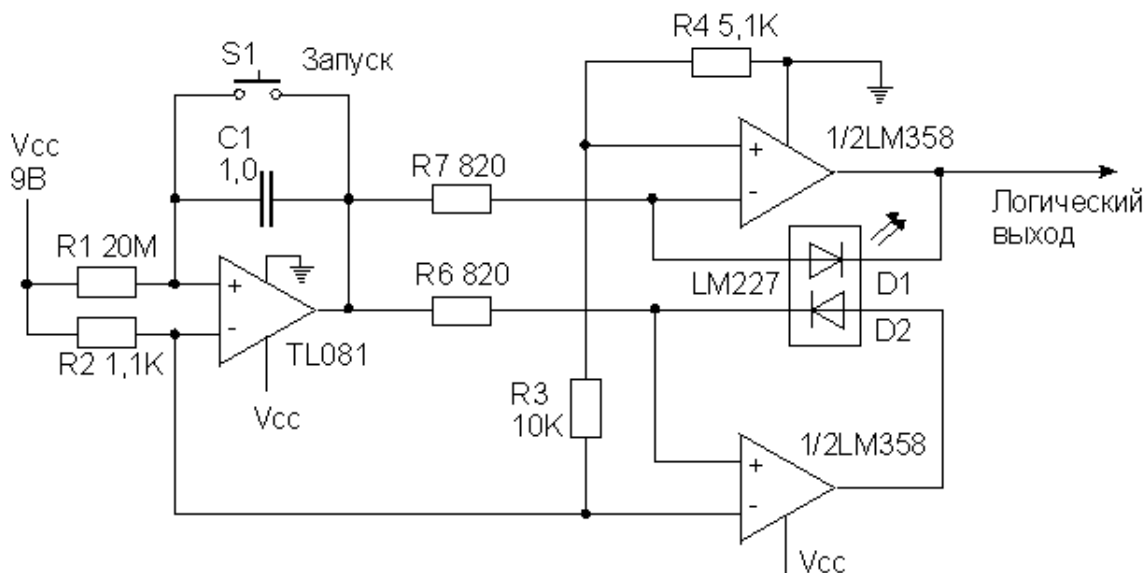 R4 5,1K
S1
Запуск
Vcc
9В
C1
1,0
R7 820
+
-
1/2LM358
Логический
выход
R1 20M
+
-
R6 820
LM227
D1
D2
R2 1,1K
TL081
Vcc
R3
10K
1/2LM358
+
-
Vcc